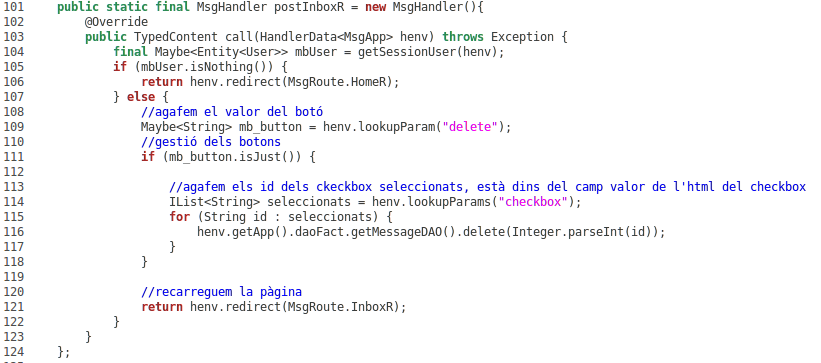 101 public static final MsgHandler postInboxR = new MsgHandler(){
102 @Override
103 public TypedContent call(HandlerData<MsgApp> henv) throws Exception {
104 final Maybe<Entity<User>> mbUser = getSessionUser(henv);
105 if (mbUser.isNothing()) {
106 return henv.redirect(MsgRoute.HomeR);
107 } else {
108 //agafem el valor del botó
109 Maybe<String> mb_button = henv.lookupParam("delete");
110 //gestió dels botons
111 if (mb_button.isJust()) {
112
113 //agafem els id dels ckeckbox seleccionats, està dins del camp valor de l'html del checkbox
114 IList<String> seleccionats = henv.lookupParams("checkbox");
115 for (String id : seleccionats) {
116 henv.getApp().daoFact.getMessageDAO().delete(Integer.parseInt(id));
117 }
118 }
119
120 //recarreguem la pàgina
121 return henv.redirect(MsgRoute.InboxR);
122 }
123 }
124 };